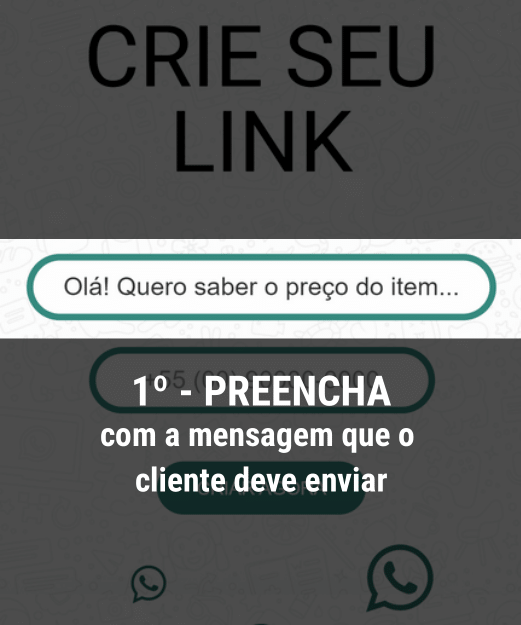 CRIE SEU
LINK
Olá! Quero saber o preço do item...
1º - PREENCHA
com a mensagem que o
cliente deve enviar